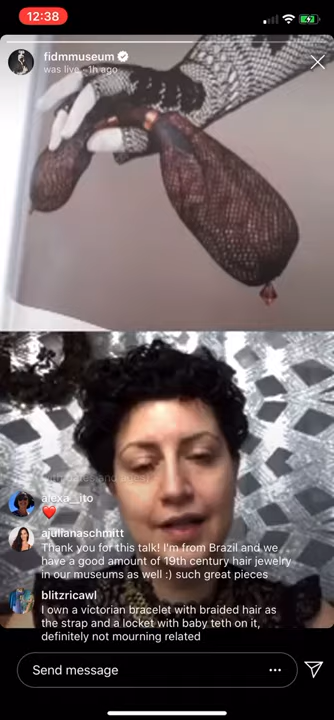 12:38
fidmmuseum
was live · 1h ago
alexa__ito
❤️
ajulianaschmitt
Thank you for this talk! I'm from Brazil and we
have a good amount of 19th century hair jewelry
in our museums as well :) such great pieces
blitzricawl
I own a victorian bracelet with braided hair as
the strap and a locket with baby teth on it,
definitely not mourning related
Send message